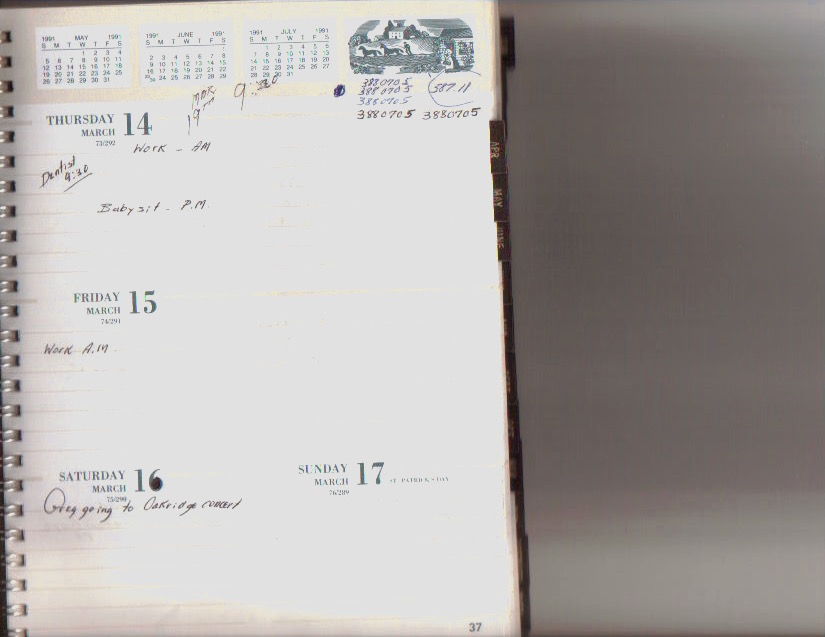 1991 MAY 1991
S M T W T F S
1 2 3 4
5 6 7 8 9 10 11
12 13 14 15 16 17 18
19 20 21 22 23 24 25
26 27 28 29 30 31
1991 JUNE 1991
S M T W T F S
1
2 3 4 5 6 7 8
9 10 11 12 13 14 15
16 17 18 19 20 21 22
23/30 24 25 26 27 28 29
1991 JULY 1991
S M T W T F S
1 2 3 4 5 6
7 8 9 10 11 12 13
14 15 16 17 18 19 20
21 22 23 24 25 26 27
28 29 30 31
3880705
3880705 587.11
3880705
3880705 3880705
MAR
19TH
9:30
THURSDAY 14
MARCH
73/292
Work - AM
Dentist
9:30
Babysit - P.M.
FRIDAY 15
MARCH
74/291
Work A.M
SATURDAY 16
MARCH
75/290
Greg going to Oakridge concert
SUNDAY 17 ST. PATRICK'S DAY
MARCH
76/289
APR
MAY
JUNE
37